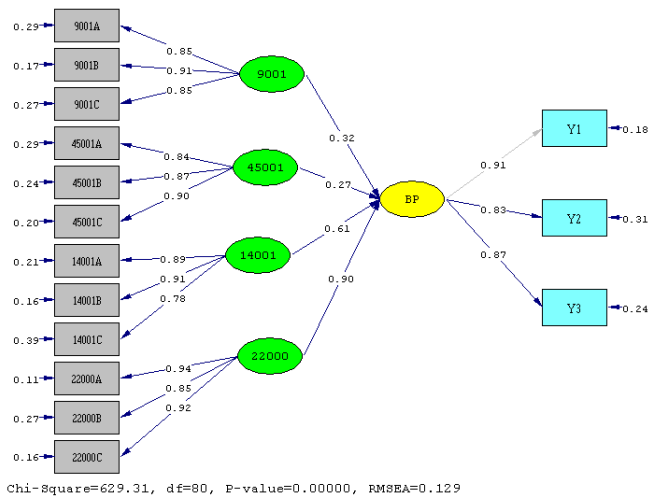 0.29 9001A
0.85
0.17 9001B
0.91
9001
0.27 9001C
0.85
0.32
Y1 0.18
0.29 45001A
0.84
0.91
45001
0.24 45001B
0.87
0.27
BP
0.83
Y2 0.31
0.20 45001C
0.90
0.61
0.87
0.21 14001A
0.89
14001
0.16 14001B
0.91
0.90
Y3 0.24
0.39 14001C
0.78
22000
0.11 22000A
0.94
0.85
0.27 22000B
0.92
0.16 22000C
Chi-Square=629.31, df=80, P-value=0.00000, RMSEA=0.129